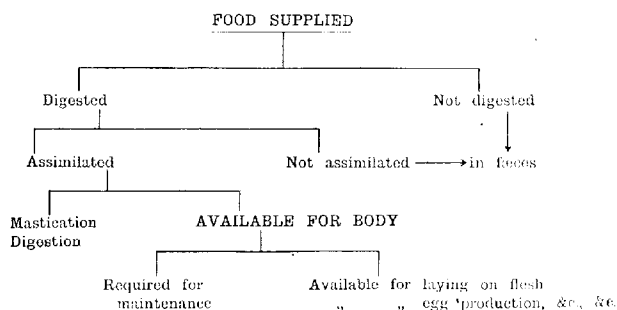 FOOD SUPPLIED
Digested Not digested
Assimilated Not assimilated in fæces
Mastication AVAILABLE FOR BODY
Digestion
Required for Available for laying on flesh
maintenance „ „ egg production, &c., &c.